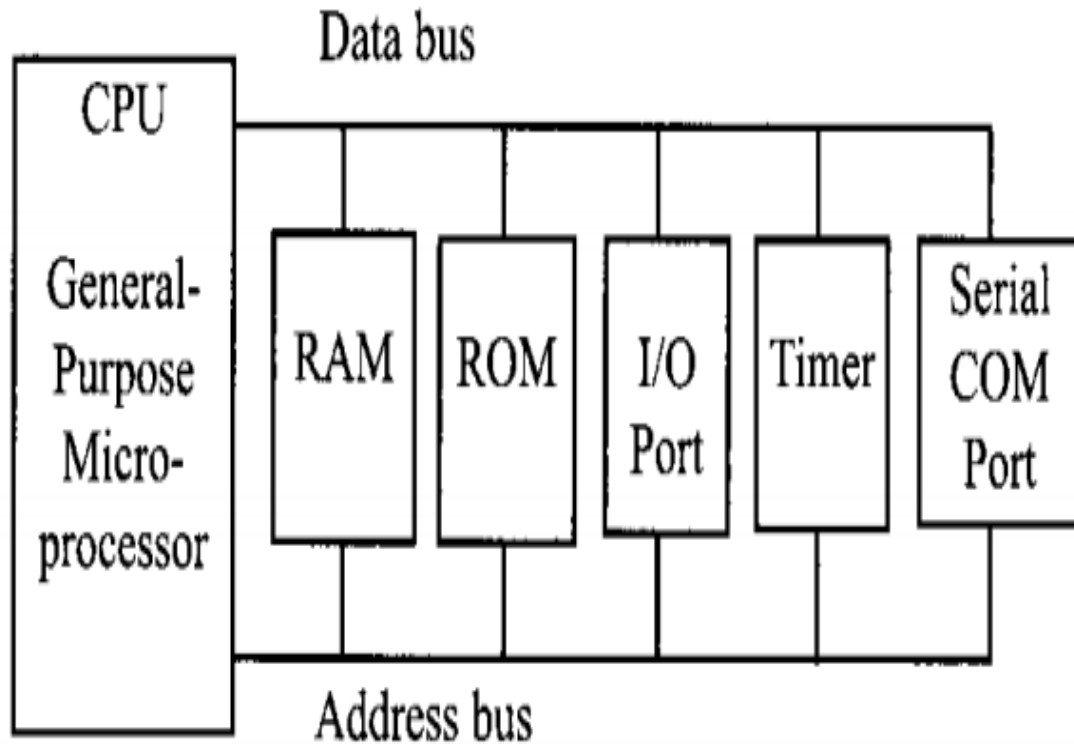 Data bus
CPU
General-
Purpose
Micro-
processor
RAM
ROM
I/O
Port
Timer
Serial
COM
Port
Address bus